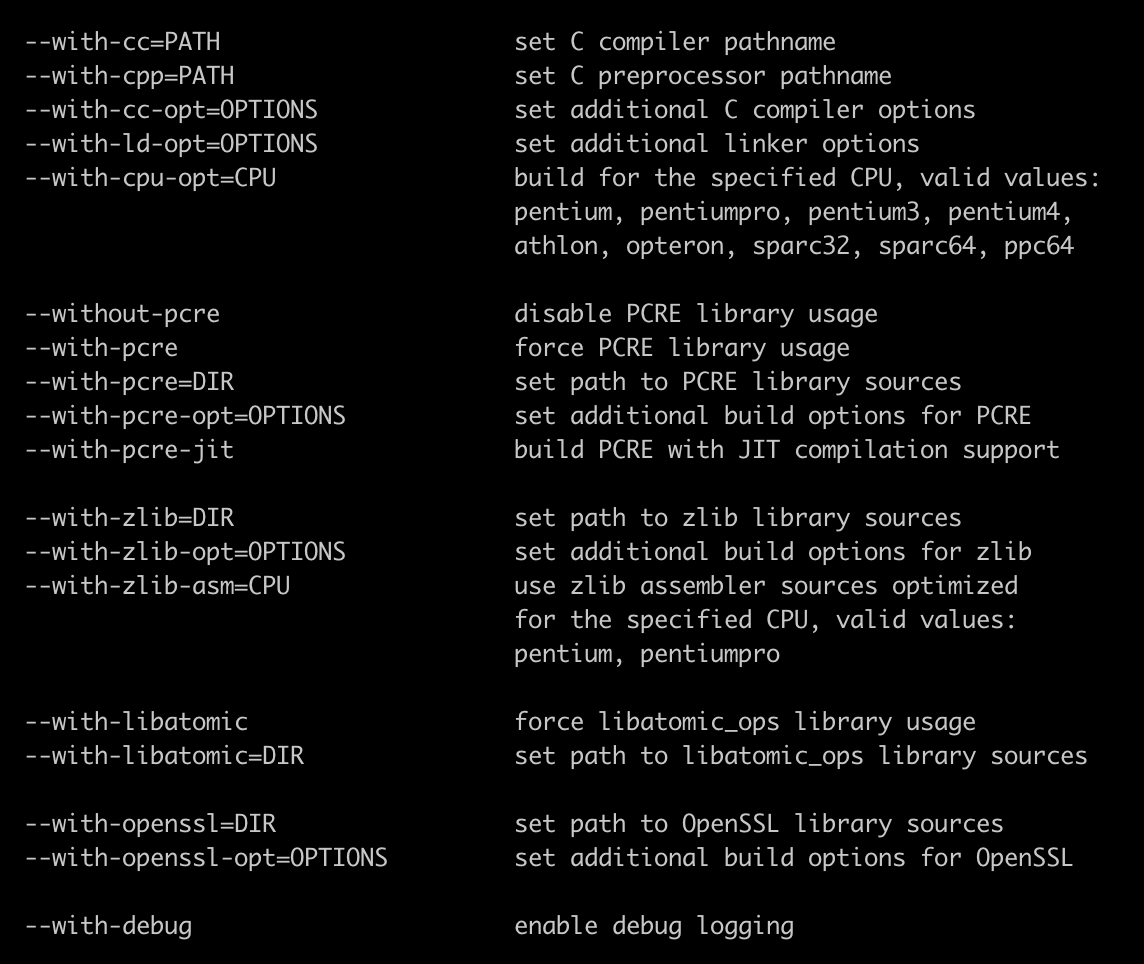 --with-cc=PATH                     set C compiler pathname
--with-cpp=PATH                    set C preprocessor pathname
--with-cc-opt=OPTIONS              set additional C compiler options
--with-ld-opt=OPTIONS              set additional linker options
--with-cpu-opt=CPU                 build for the specified CPU, valid values:
                                   pentium, pentiumpro, pentium3, pentium4,
                                   athlon, opteron, sparc32, sparc64, ppc64

--without-pcre                     disable PCRE library usage
--with-pcre                        force PCRE library usage
--with-pcre=DIR                    set path to PCRE library sources
--with-pcre-opt=OPTIONS            set additional build options for PCRE
--with-pcre-jit                    build PCRE with JIT compilation support

--with-zlib=DIR                    set path to zlib library sources
--with-zlib-opt=OPTIONS            set additional build options for zlib
--with-zlib-asm=CPU                use zlib assembler sources optimized
                                   for the specified CPU, valid values:
                                   pentium, pentiumpro

--with-libatomic                   force libatomic_ops library usage
--with-libatomic=DIR               set path to libatomic_ops library sources

--with-openssl=DIR                 set path to OpenSSL library sources
--with-openssl-opt=OPTIONS         set additional build options for OpenSSL

--with-debug                       enable debug logging